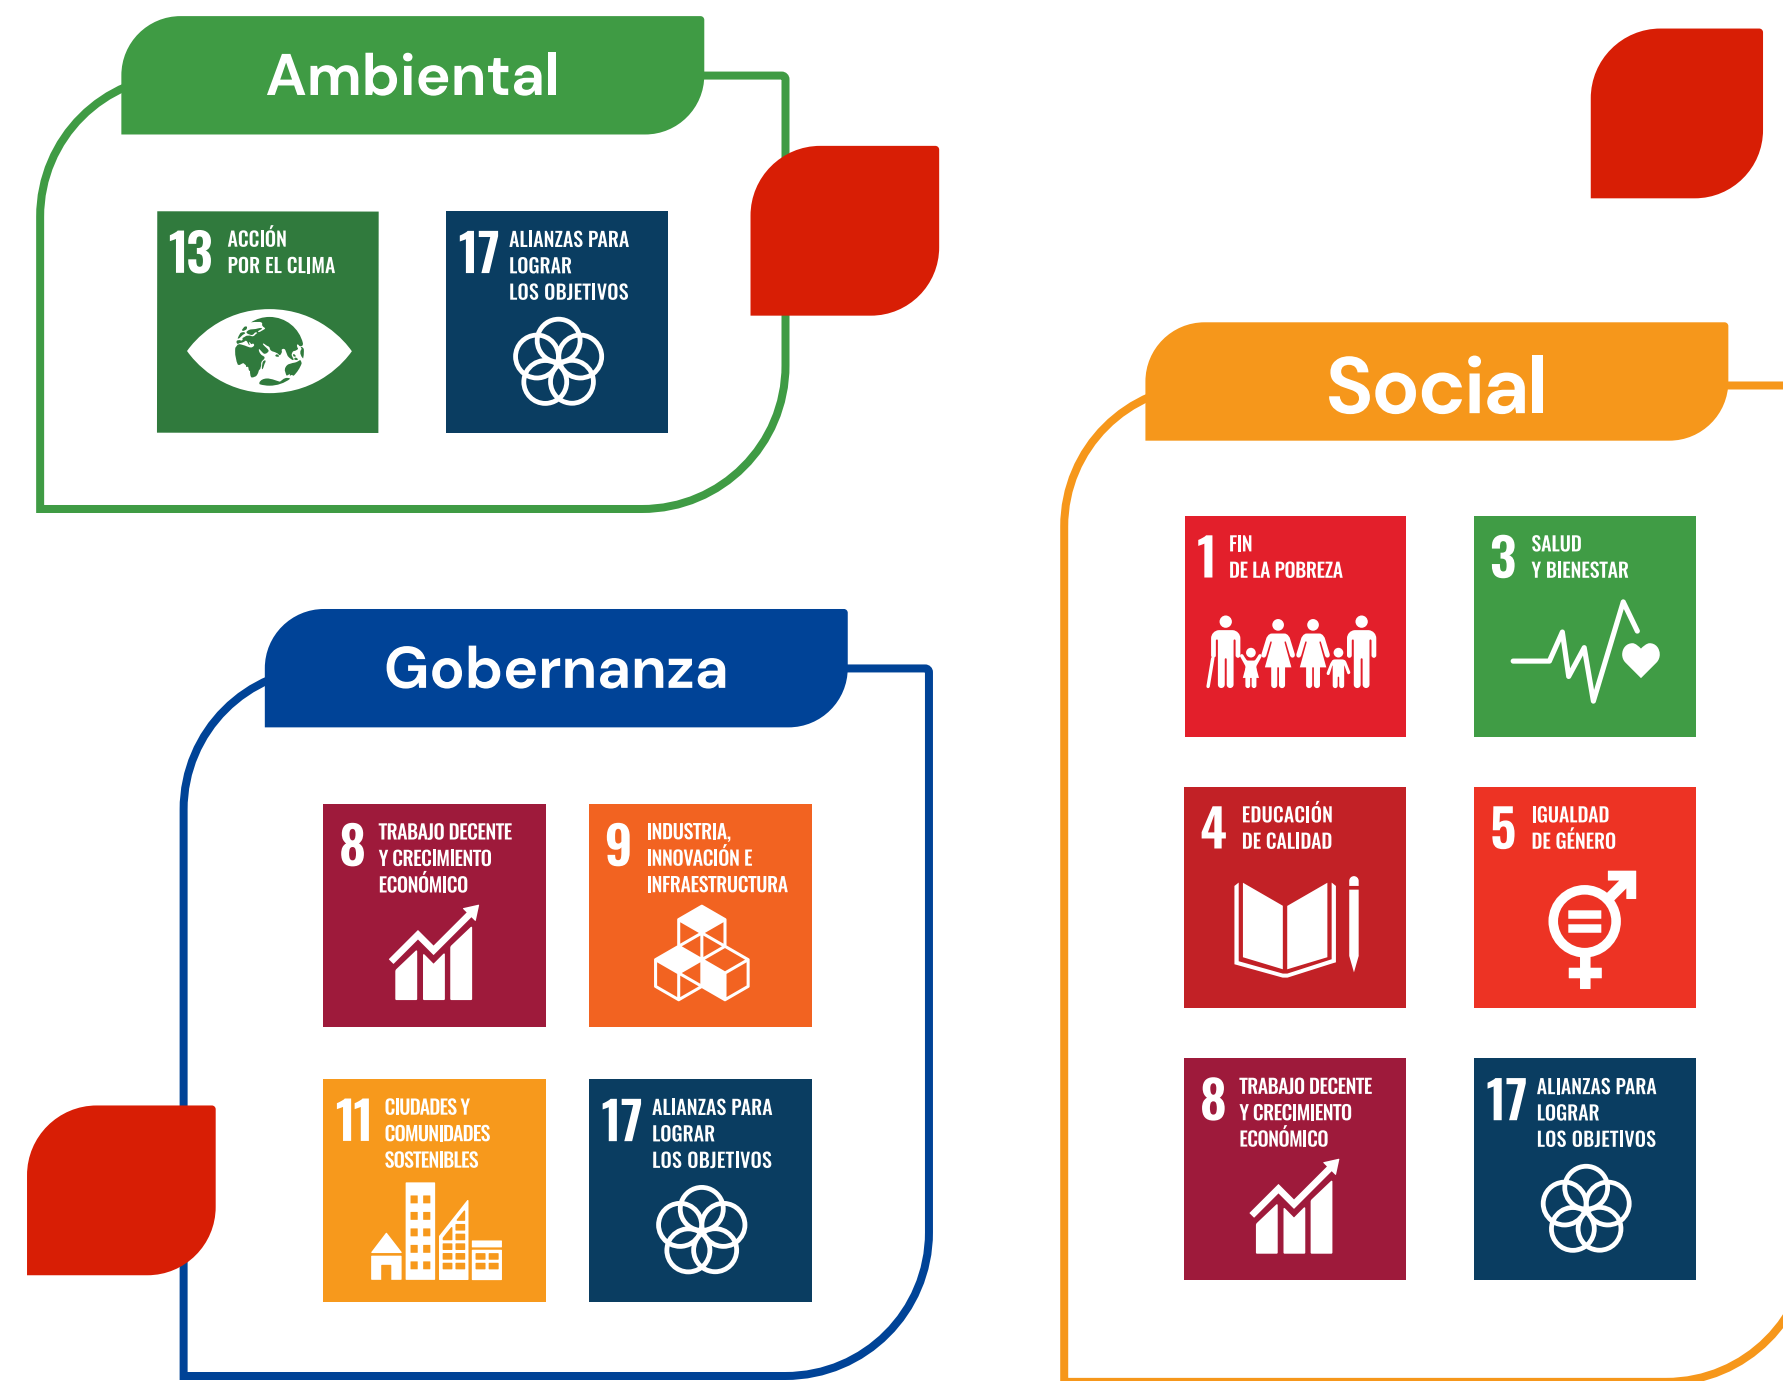 Ambiental
13 ACCIÓN
POR EL CLIMA
17 ALIANZAS PARA
LOGRAR
LOS OBJETIVOS
Gobernanza
8 TRABAJO DECENTE
Y CRECIMIENTO
ECONÓMICO
9 INDUSTRIA,
INNOVACIÓN E
INFRAESTRUCTURA
11 CIUDADES Y
COMUNIDADES
SOSTENIBLES
17 ALIANZAS PARA
LOGRAR
LOS OBJETIVOS
Social
1 FIN
DE LA POBREZA
3 SALUD
Y BIENESTAR
4 EDUCACIÓN
DE CALIDAD
5 IGUALDAD
DE GÉNERO
8 TRABAJO DECENTE
Y CRECIMIENTO
ECONÓMICO
17 ALIANZAS PARA
LOGRAR
LOS OBJETIVOS